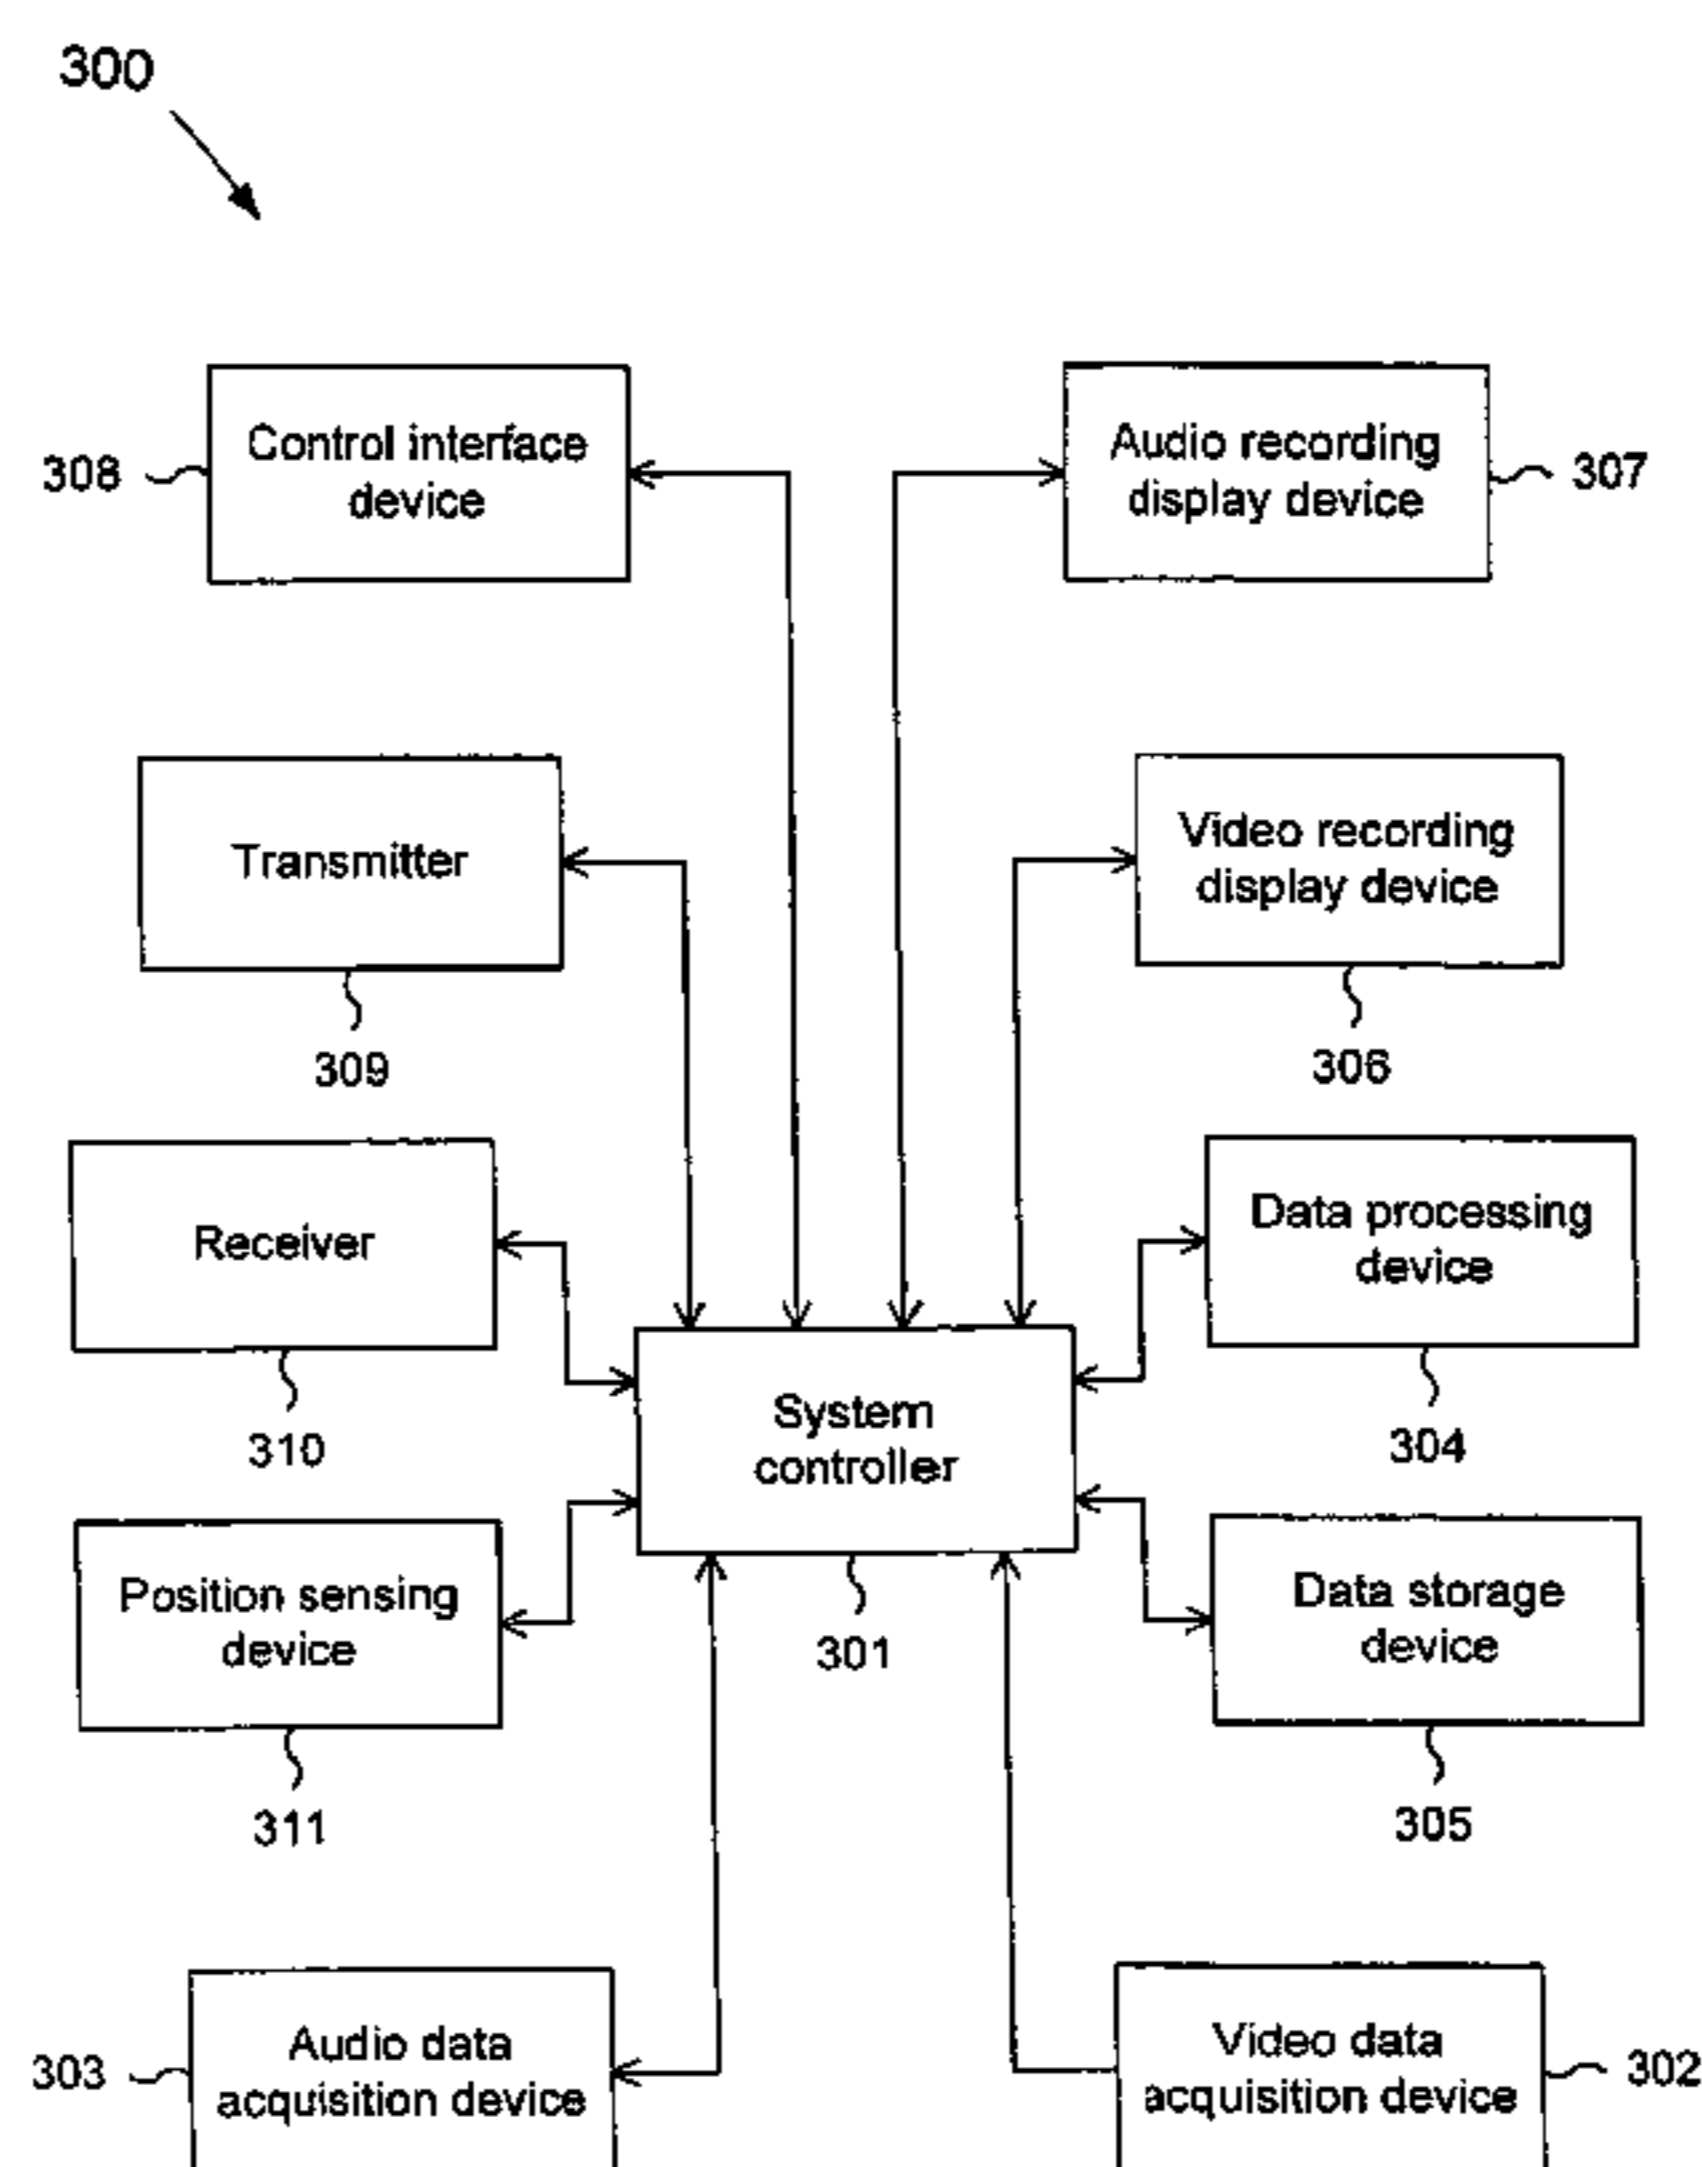 300
Control interface
device
308
Audio recording
display device
307
Transmitter
309
Video recording
display device
306
Receiver
310
Data processing
device
304
System
controller
301
Position sensing
device
311
Data storage
device
305
Audio data
acquisition device
303
Video data
acquisition device
302